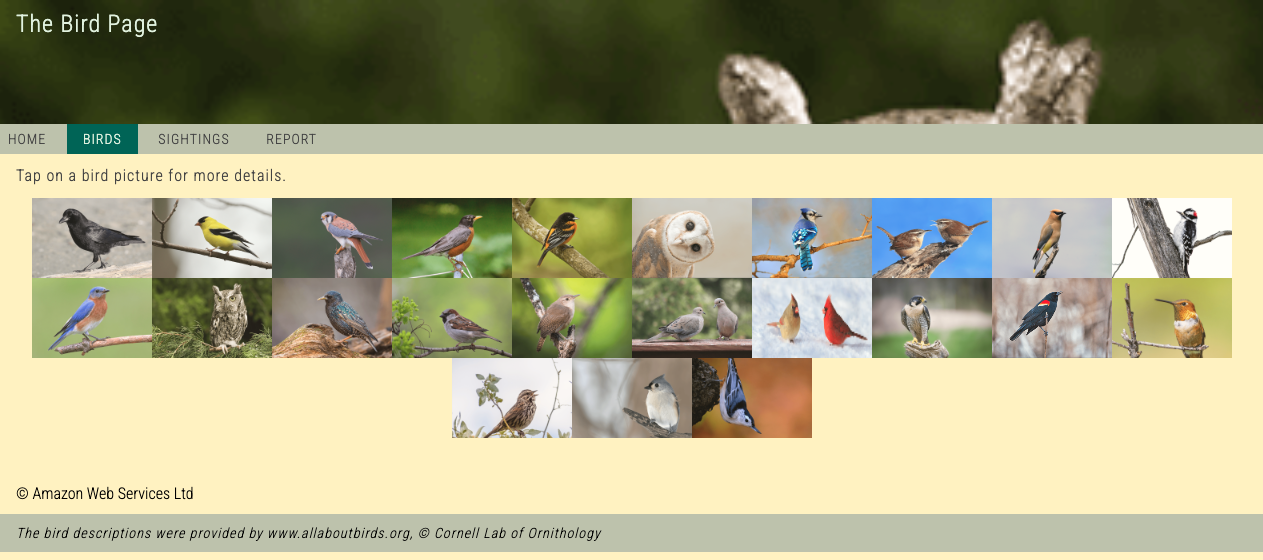 The Bird Page
HOME BIRDS SIGHTINGS REPORT
Tap on a bird picture for more details.
© Amazon Web Services Ltd
The bird descriptions were provided by www.allaboutbirds.org, © Cornell Lab of Ornithology